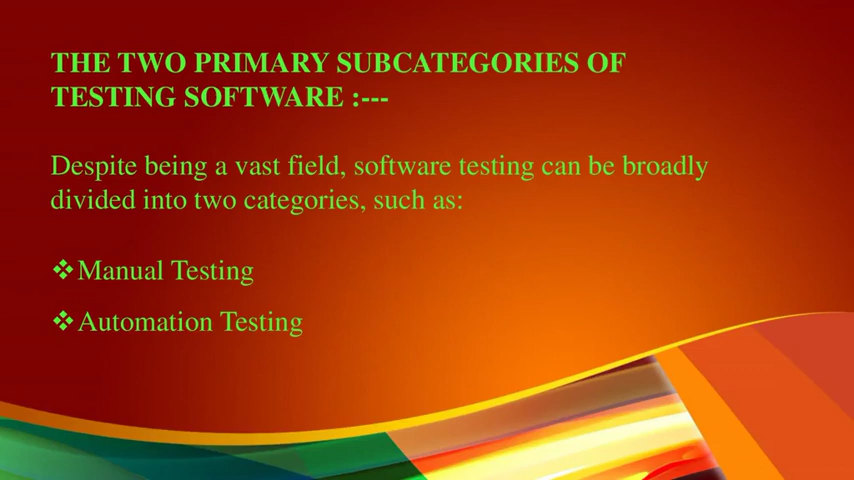 THE TWO PRIMARY SUBCATEGORIES OF
TESTING SOFTWARE :---
Despite being a vast field, software testing can be broadly
divided into two categories, such as:
❖Manual Testing
❖Automation Testing